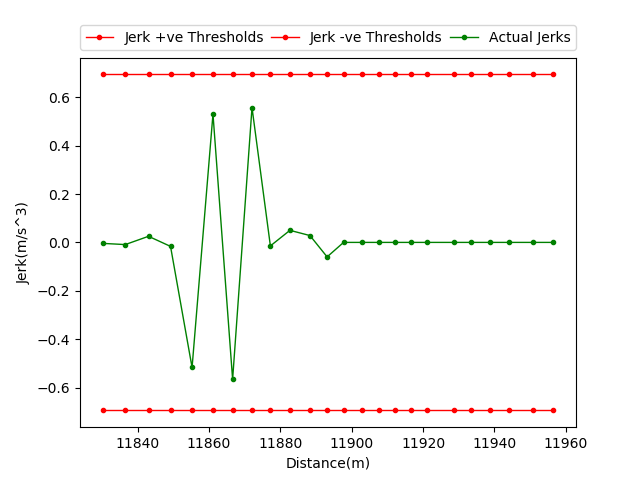 Jerk +ve Thresholds Jerk -ve Thresholds Actual Jerks
0.6
0.4
0.2
0.0
−0.2
−0.4
−0.6
Jerk(m/s^3)
11840 11860 11880 11900 11920 11940 11960
Distance(m)